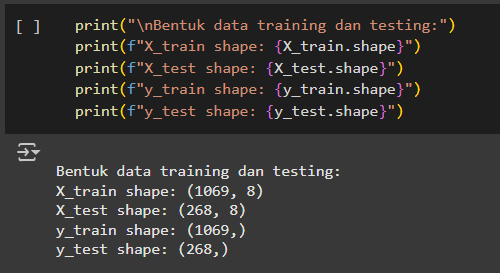 [ ] print("\nBentuk data training dan testing:")
print(f"X_train shape: {X_train.shape}")
print(f"X_test shape: {X_test.shape}")
print(f"y_train shape: {y_train.shape}")
print(f"y_test shape: {y_test.shape}")
Bentuk data training dan testing:
X_train shape: (1069, 8)
X_test shape: (268, 8)
y_train shape: (1069,)
y_test shape: (268,)